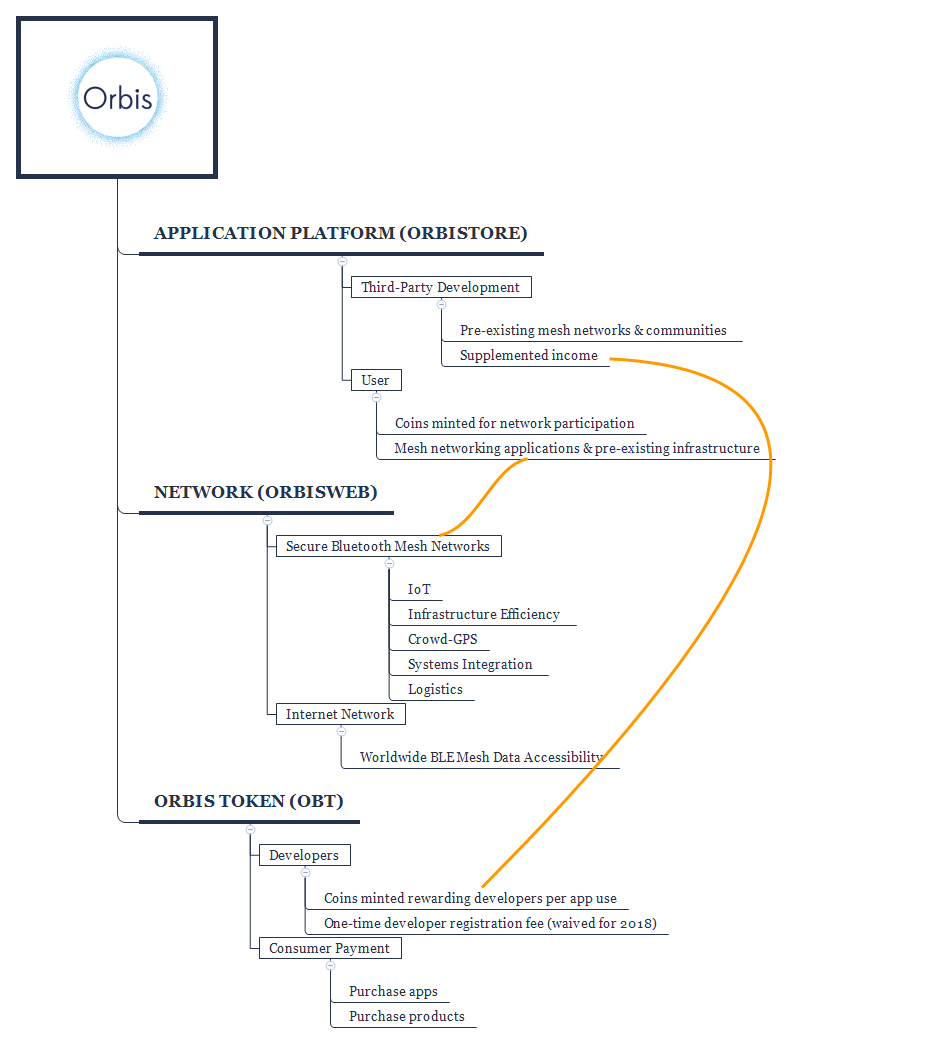 Orbis
APPLICATION PLATFORM (ORBISTORE)
Third-Party Development
Pre-existing mesh networks & communities
Supplemented income
User
Coins minted for network participation
Mesh networking applications & pre-existing infrastructure
NETWORK (ORBISWEB)
Secure Bluetooth Mesh Networks
IoT
Infrastructure Efficiency
Crowd-GPS
Systems Integration
Logistics
Internet Network
Worldwide BLE Mesh Data Accessibility
ORBIS TOKEN (OBT)
Developers
Coins minted rewarding developers per app use
One-time developer registration fee (waived for 2018)
Consumer Payment
Purchase apps
Purchase products